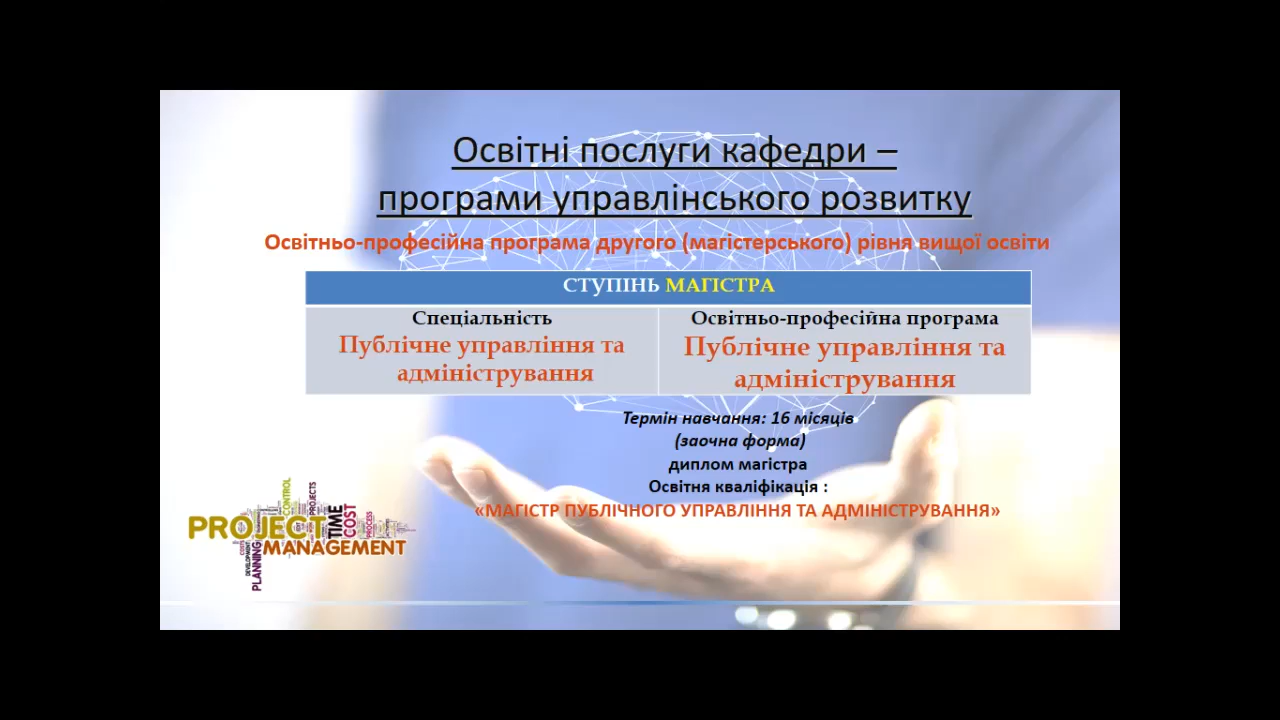 Освітні послуги кафедри –
програми управлінського розвитку
Освітньо-професійна програма другого (магістерського) рівня вищої освіти
СТУПІНЬ МАГІСТРА
Спеціальність
Публічне управління та
адміністрування
Освітньо-професійна програма
Публічне управління та
адміністрування
Термін навчання: 16 місяців
(заочна форма)
диплом магістра
Освітня кваліфікація :
«МАГІСТР ПУБЛІЧНОГО УПРАВЛІННЯ ТА АДМІНІСТРУВАННЯ»
PROJECT
MANAGEMENT
TIME
COST
PLANNING
CONTROL
PROJECTS
PROCESS
DEVELOPMENT